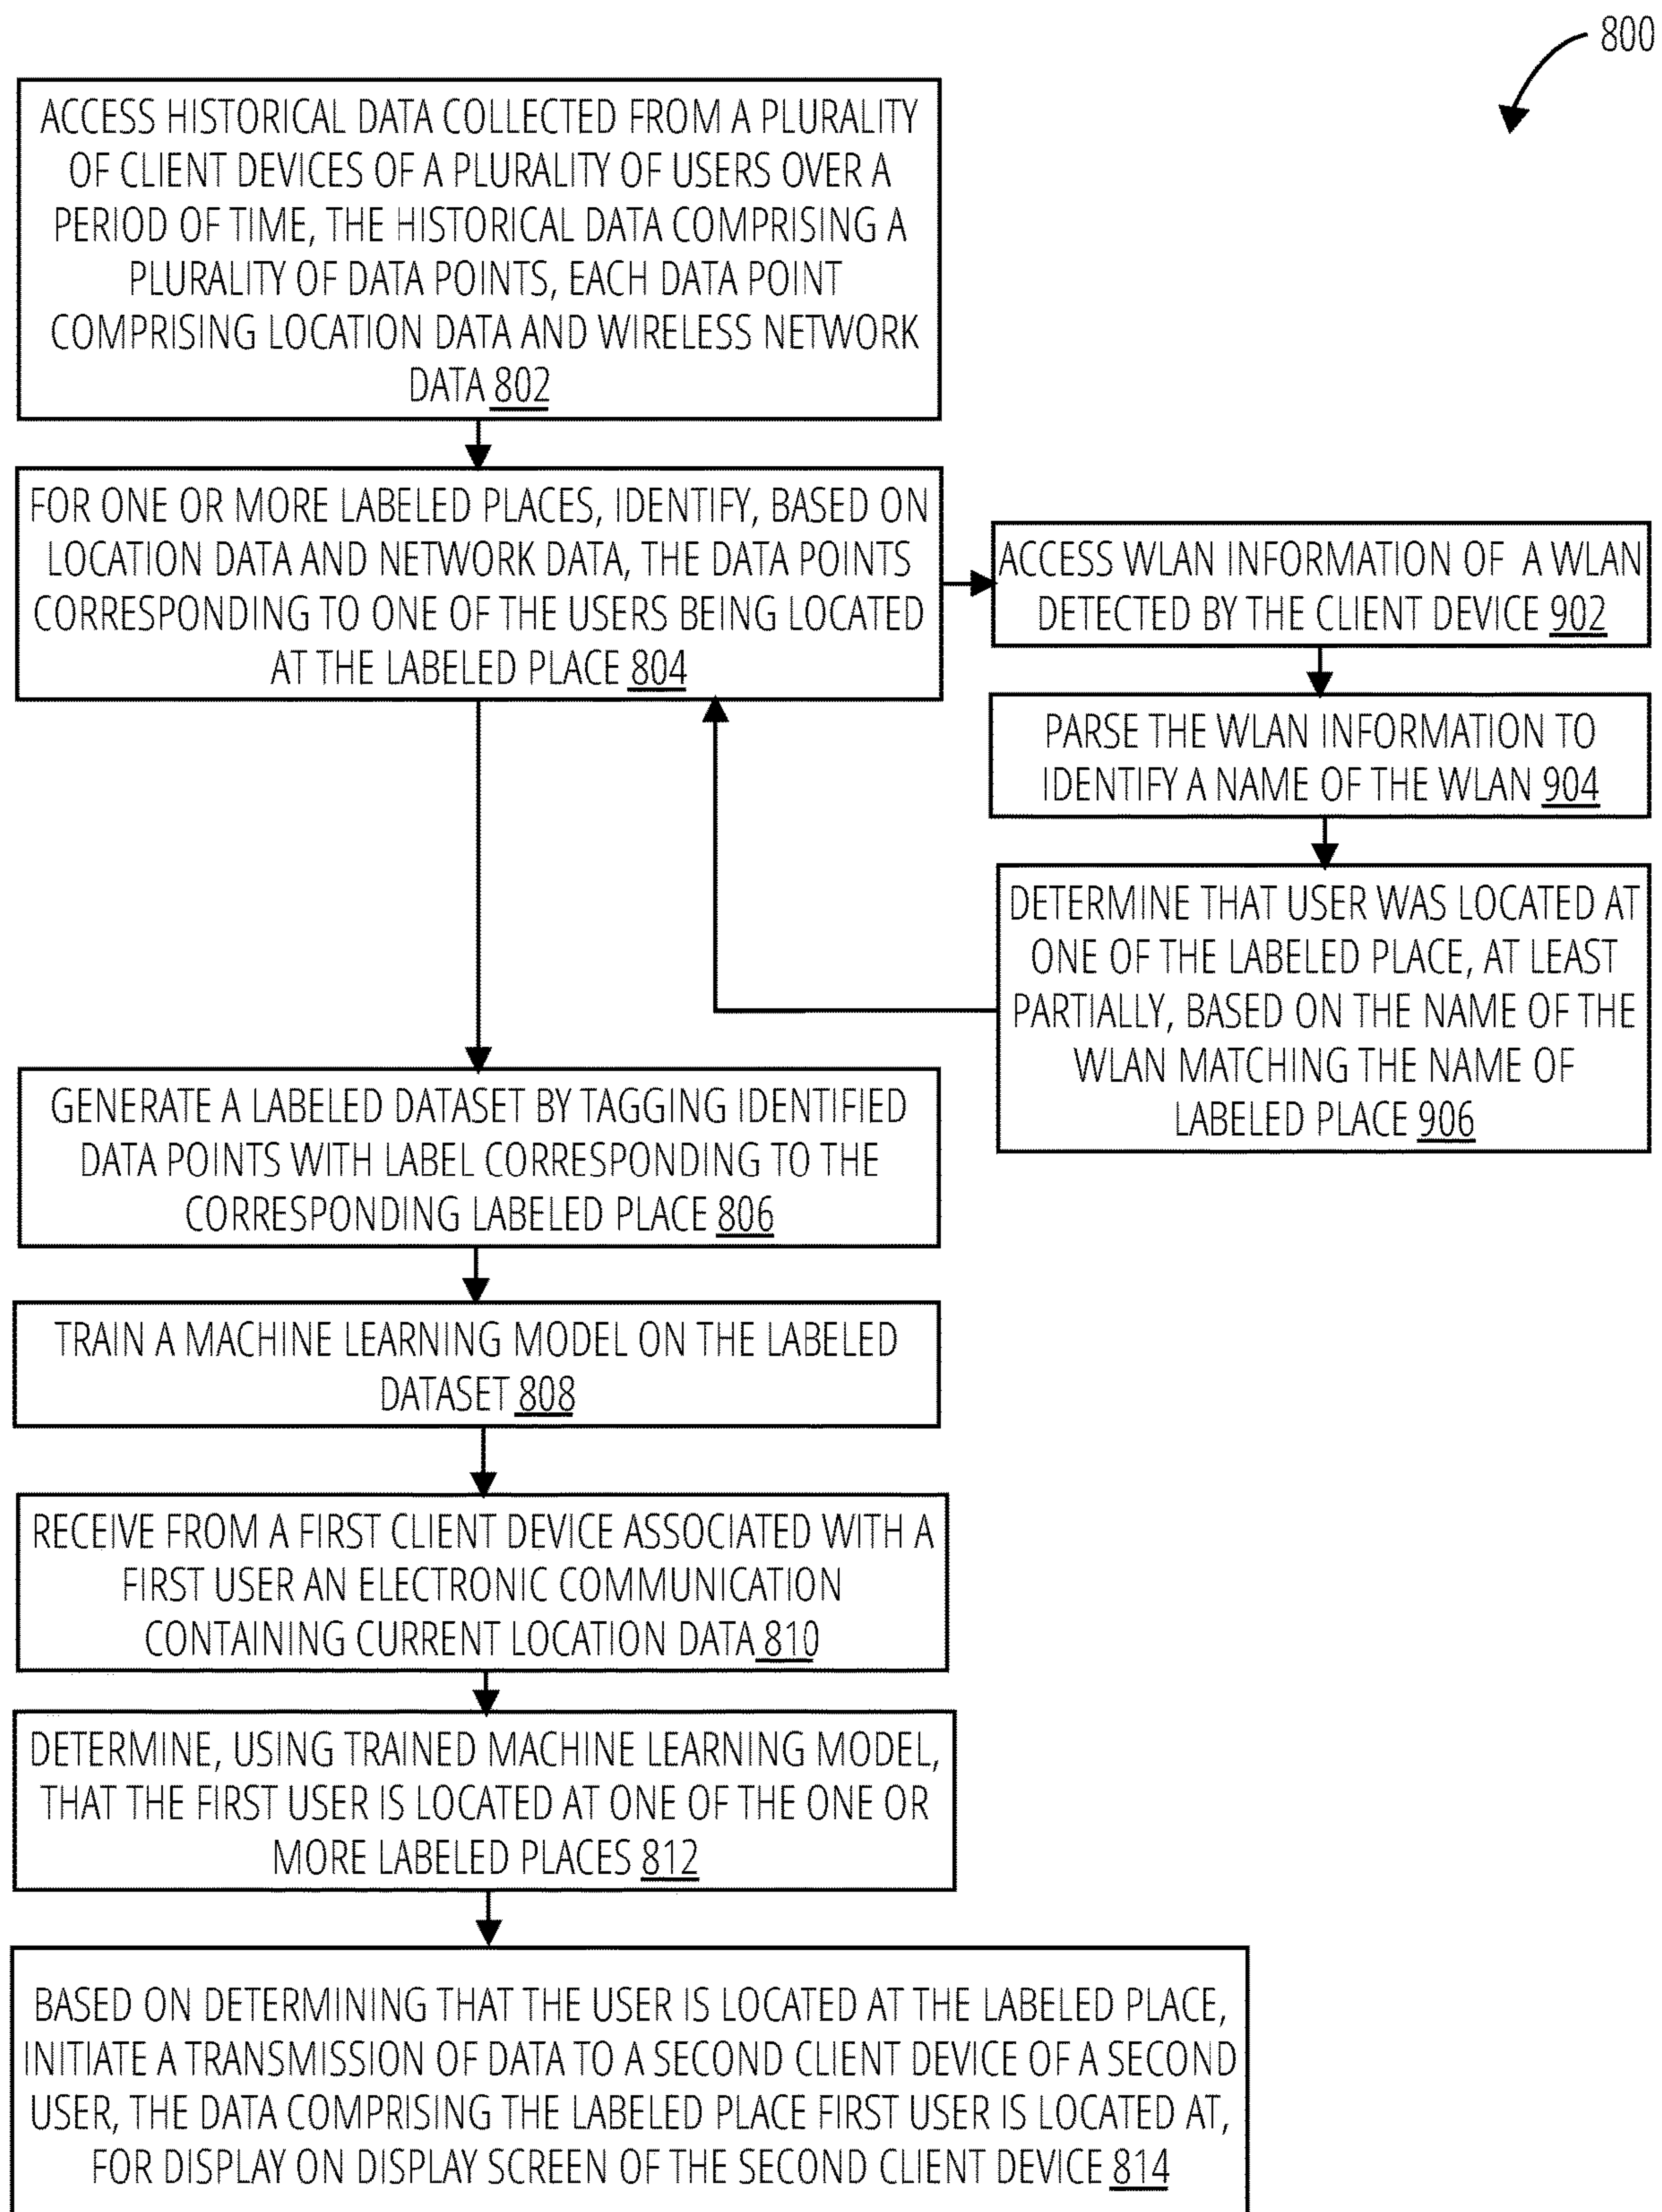 800
ACCESS HISTORICAL DATA COLLECTED FROM A PLURALITY
OF CLIENT DEVICES OF A PLURALITY OF USERS OVER A
PERIOD OF TIME, THE HISTORICAL DATA COMPRISING A
PLURALITY OF DATA POINTS, EACH DATA POINT
COMPRISING LOCATION DATA AND WIRELESS NETWORK
DATA 802
FOR ONE OR MORE LABELED PLACES, IDENTIFY, BASED ON
LOCATION DATA AND NETWORK DATA, THE DATA POINTS
CORRESPONDING TO ONE OF THE USERS BEING LOCATED
AT THE LABELED PLACE 804
ACCESS WLAN INFORMATION OF A WLAN
DETECTED BY THE CLIENT DEVICE 902
PARSE THE WLAN INFORMATION TO
IDENTIFY A NAME OF THE WLAN 904
DETERMINE THAT USER WAS LOCATED AT
ONE OF THE LABELED PLACE, AT LEAST
PARTIALLY, BASED ON THE NAME OF THE
WLAN MATCHING THE NAME OF
LABELED PLACE 906
GENERATE A LABELED DATASET BY TAGGING IDENTIFIED
DATA POINTS WITH LABEL CORRESPONDING TO THE
CORRESPONDING LABELED PLACE 806
TRAIN A MACHINE LEARNING MODEL ON THE LABELED
DATASET 808
RECEIVE FROM A FIRST CLIENT DEVICE ASSOCIATED WITH A
FIRST USER AN ELECTRONIC COMMUNICATION
CONTAINING CURRENT LOCATION DATA 810
DETERMINE, USING TRAINED MACHINE LEARNING MODEL,
THAT THE FIRST USER IS LOCATED AT ONE OF THE ONE OR
MORE LABELED PLACES 812
BASED ON DETERMINING THAT THE USER IS LOCATED AT THE LABELED PLACE,
INITIATE A TRANSMISSION OF DATA TO A SECOND CLIENT DEVICE OF A SECOND
USER, THE DATA COMPRISING THE LABELED PLACE FIRST USER IS LOCATED AT,
FOR DISPLAY ON DISPLAY SCREEN OF THE SECOND CLIENT DEVICE 814